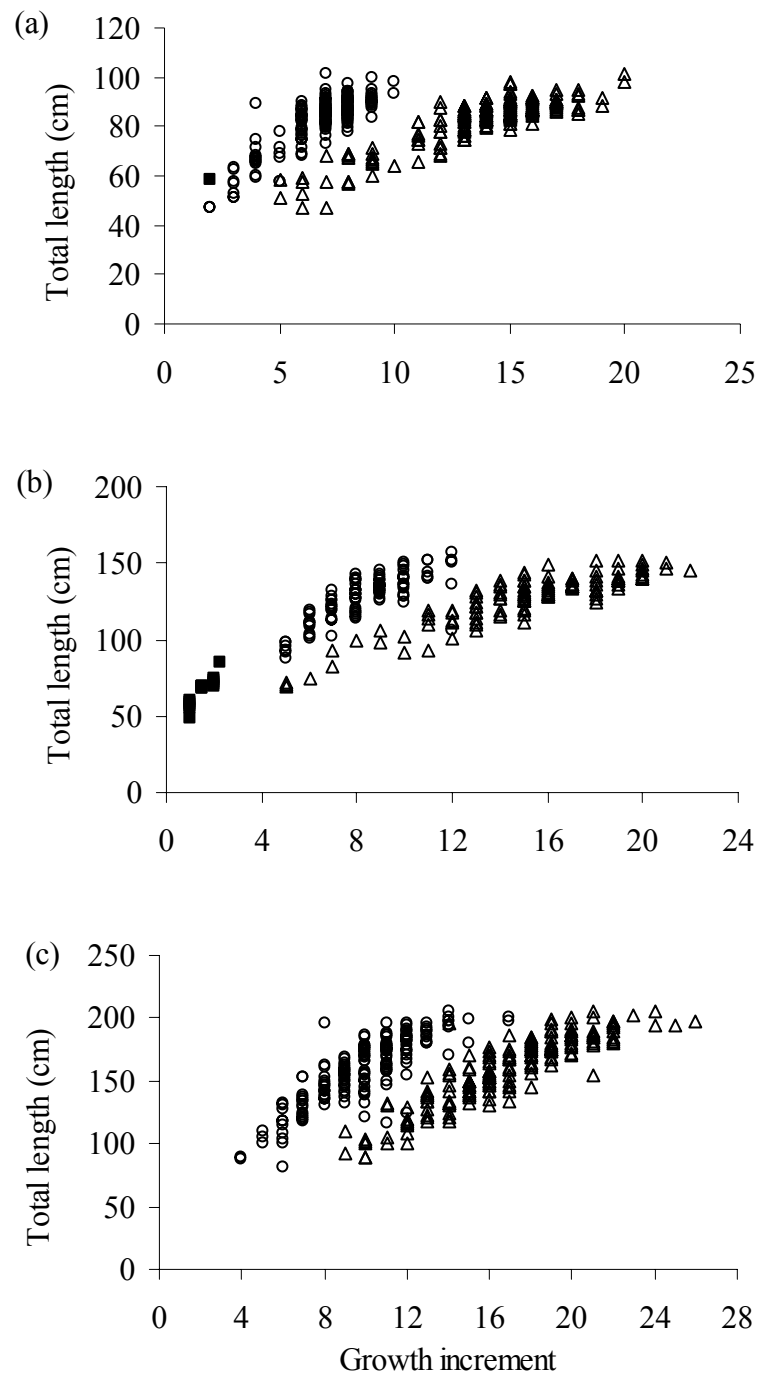 (a)
120
100
80
60
40
20
0
Total length (cm)
0 5 10 15 20 25
(b)
200
150
100
50
0
Total length (cm)
0 4 8 12 16 20 24
(c)
250
200
150
100
50
0
Total length (cm)
0 4 8 12 16 20 24 28
Growth increment